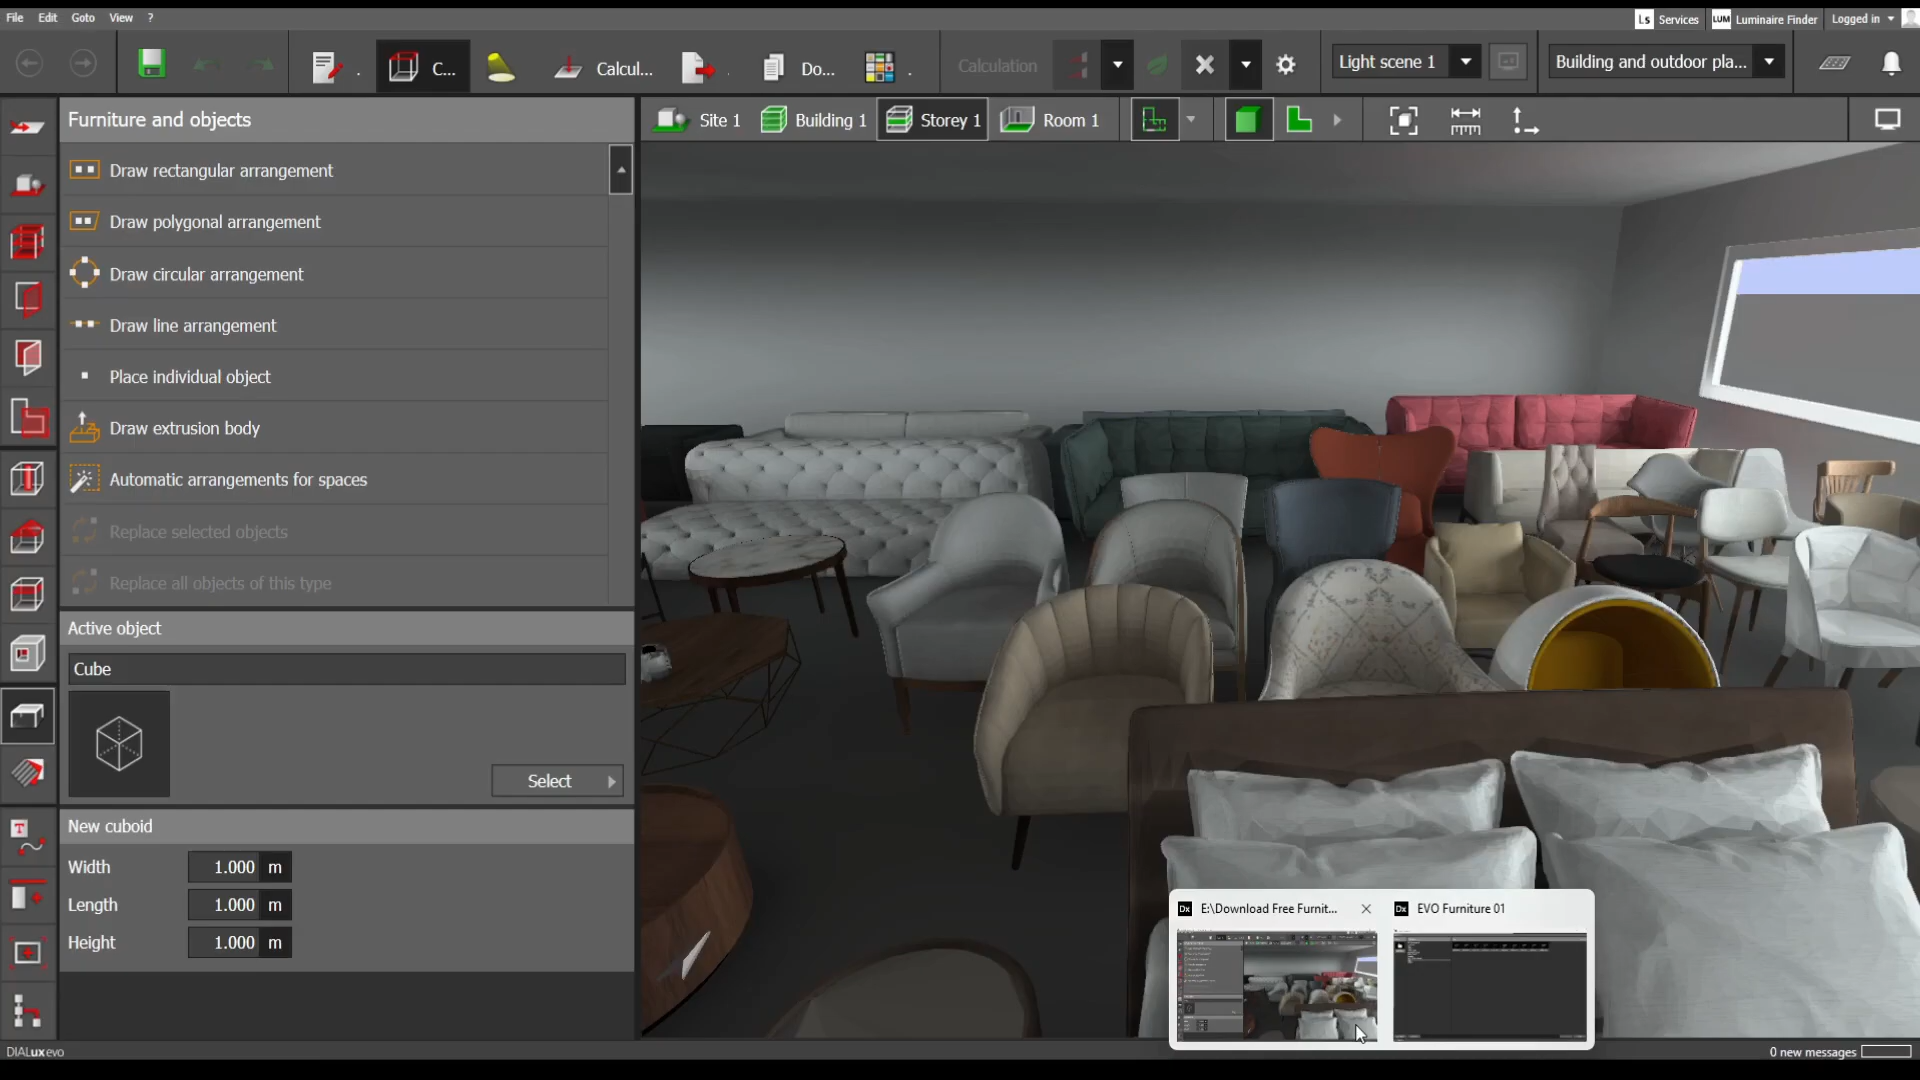 File Edit Goto View ?
Ls Services LUM Luminaire Finder Logged in
C... Calcul... Do... Calculation Light scene 1 Building and outdoor pla...
Furniture and objects
Site 1 Building 1 Storey 1 Room 1
Draw rectangular arrangement
Draw polygonal arrangement
Draw circular arrangement
Draw line arrangement
Place individual object
Draw extrusion body
Automatic arrangements for spaces
Replace selected objects
Replace all objects of this type
Active object
Cube
Select
New cuboid
Width 1.000 m
Length 1.000 m
Height 1.000 m
Dx E:\Download Free Furnit... Dx EVO Furniture 01
DIALux evo
0 new messages